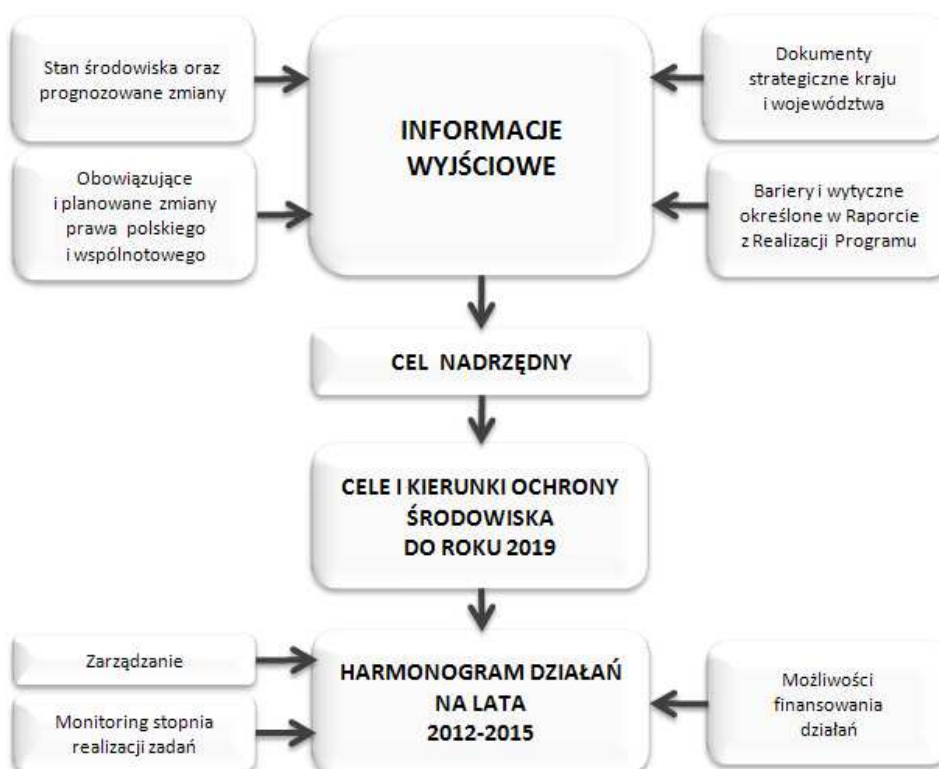 Stan środowiska oraz
prognozowane zmiany
Obowiązujące
i planowane zmiany
prawa polskiego
i wspólnotowego
INFORMACJE
WYJŚCIOWE
Dokumenty
strategiczne kraju
i województwa
Bariery i wytyczne
określone w Raporcie
z Realizacji Programu
CEL NADRZĘDNY
CELE I KIERUNKI OCHRONY
ŚRODOWISKA
DO ROKU 2019
Zarządzanie
Monitoring stopnia
realizacji zadań
HARMONOGRAM DZIAŁAŃ
NA LATA
2012-2015
Możliwości
finansowania
działań